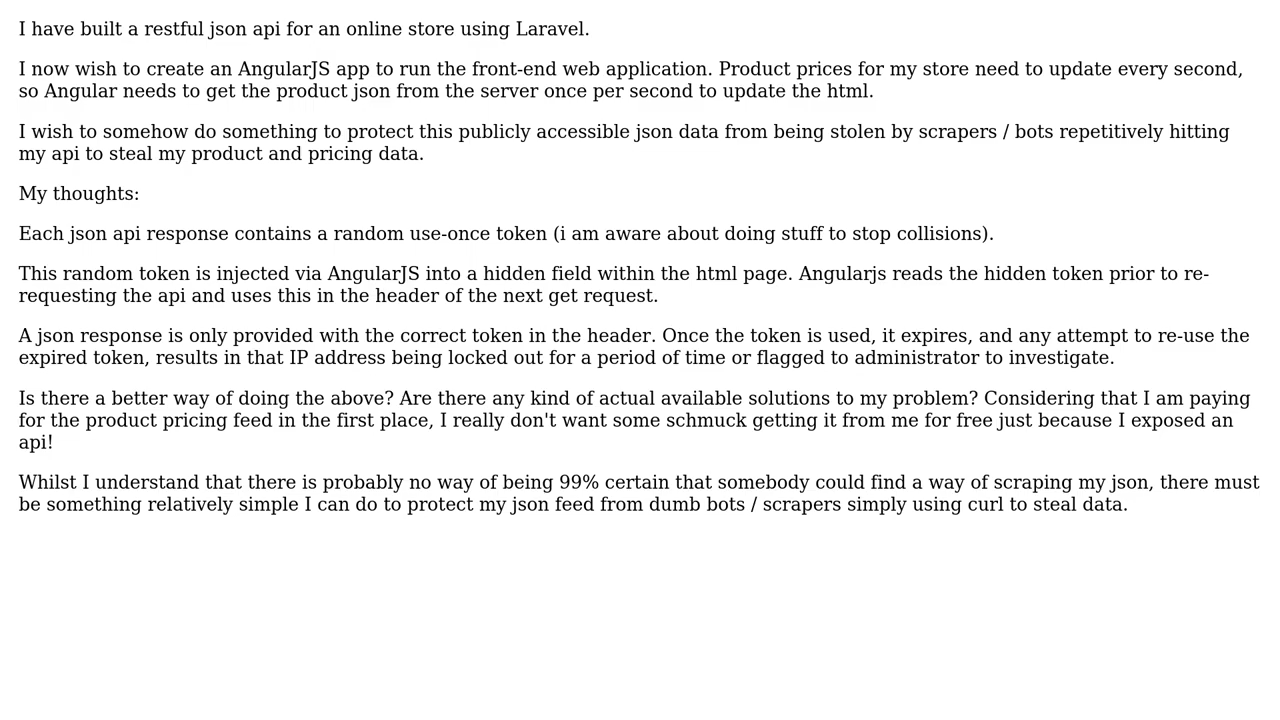 I have built a restful json api for an online store using Laravel.
I now wish to create an AngularJS app to run the front-end web application. Product prices for my store need to update every second,
so Angular needs to get the product json from the server once per second to update the html.
I wish to somehow do something to protect this publicly accessible json data from being stolen by scrapers / bots repetitively hitting
my api to steal my product and pricing data.
My thoughts:
Each json api response contains a random use-once token (i am aware about doing stuff to stop collisions).
This random token is injected via AngularJS into a hidden field within the html page. Angularjs reads the hidden token prior to re-
requesting the api and uses this in the header of the next get request.
A json response is only provided with the correct token in the header. Once the token is used, it expires, and any attempt to re-use the
expired token, results in that IP address being locked out for a period of time or flagged to administrator to investigate.
Is there a better way of doing the above? Are there any kind of actual available solutions to my problem? Considering that I am paying
for the product pricing feed in the first place, I really don't want some schmuck getting it from me for free just because I exposed an
api!
Whilst I understand that there is probably no way of being 99% certain that somebody could find a way of scraping my json, there must
be something relatively simple I can do to protect my json feed from dumb bots / scrapers simply using curl to steal data.